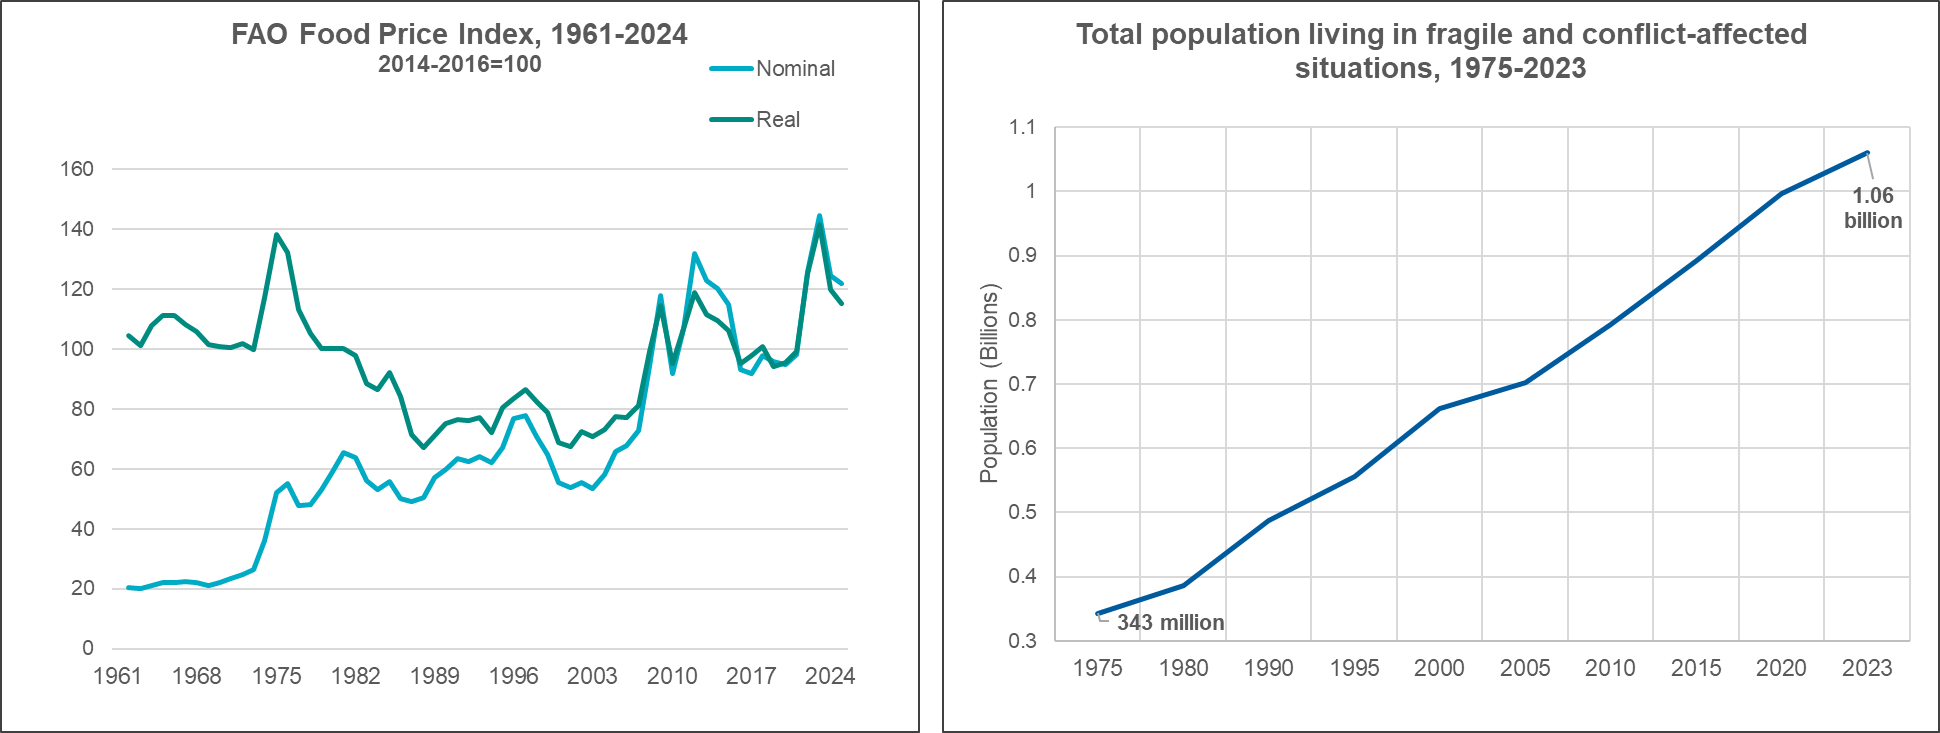 FAO Food Price Index, 1961-2024
2014-2016=100
Nominal
Real
160
140
120
100
80
60
40
20
0
1961 1968 1975 1982 1989 1996 2003 2010 2017 2024
Total population living in fragile and conflict-affected
situations, 1975-2023
Population (Billions)
1.1
1
0.9
0.8
0.7
0.6
0.5
0.4
0.3
1.06
billion
343 million
1975 1980 1990 1995 2000 2005 2010 2015 2020 2023